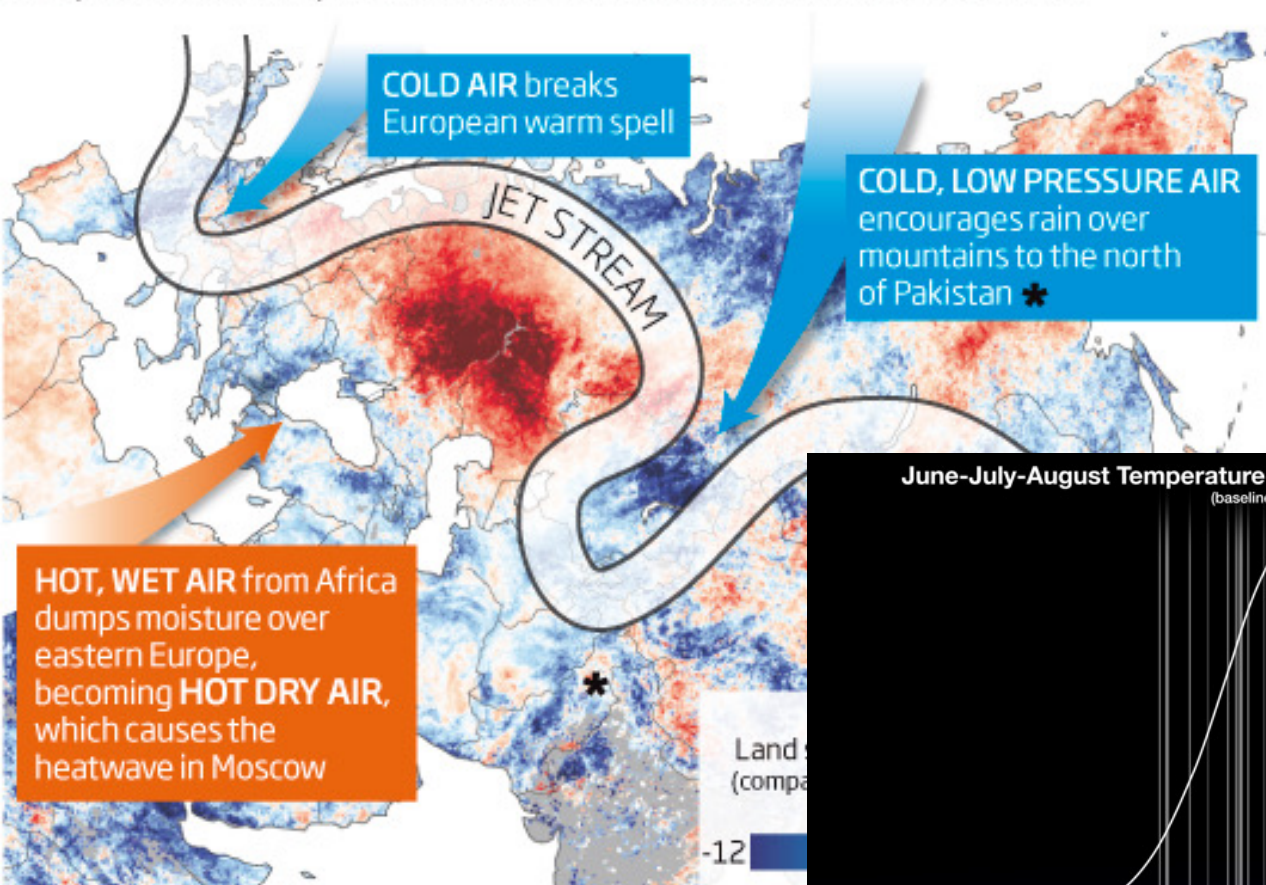 COLD AIR breaks
European warm spell
JET STREAM
COLD, LOW PRESSURE AIR
encourages rain over
mountains to the north
of Pakistan *
HOT, WET AIR from Africa
dumps moisture over
eastern Europe,
becoming HOT DRY AIR,
which causes the
heatwave in Moscow
*
Land
-12
June-July-August Temperature